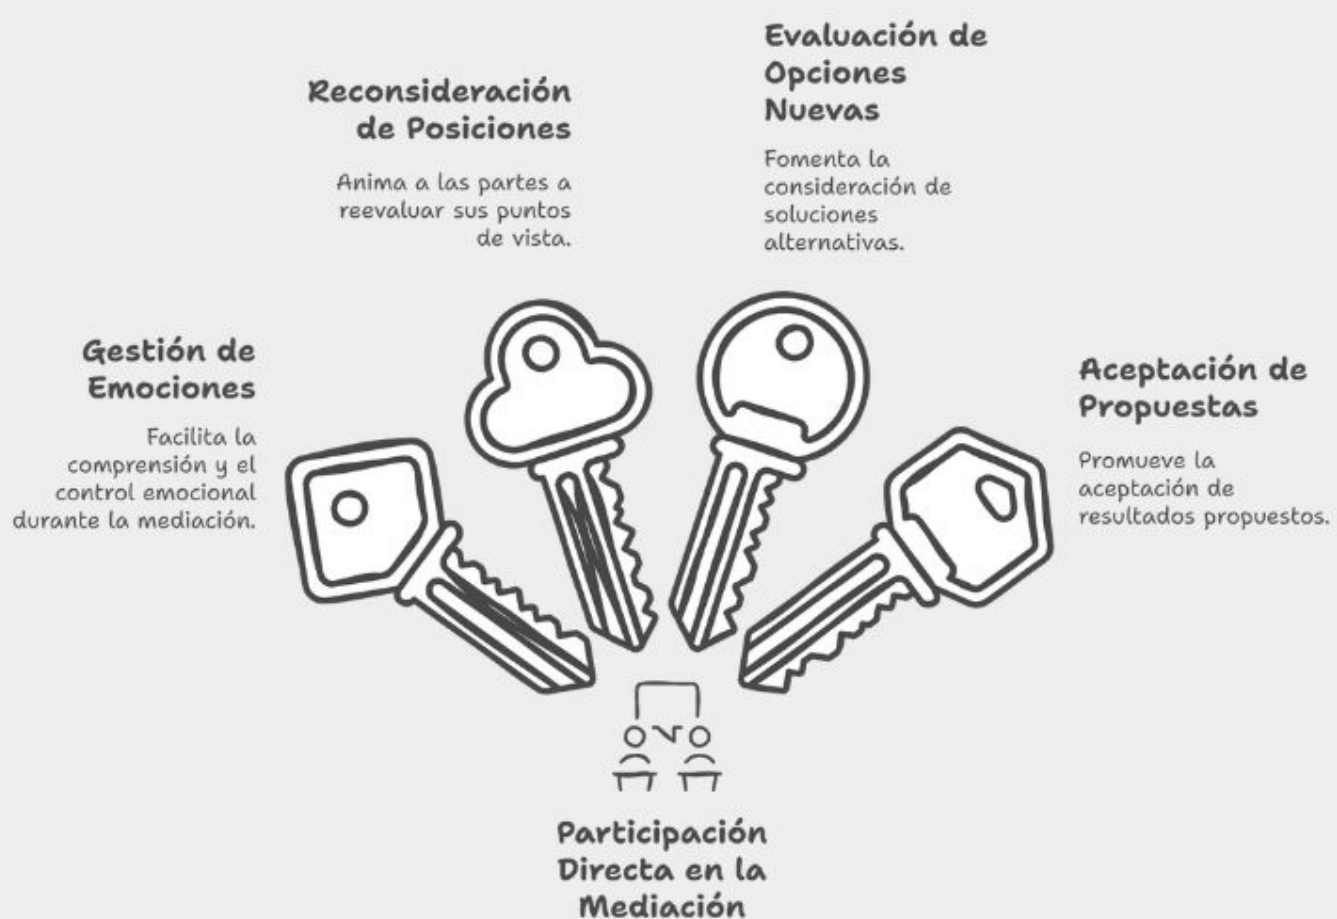 Evaluación de
Opciones
Nuevas
Fomenta la
consideración de
soluciones
alternativas.
Reconsideración
de Posiciones
Anima a las partes a
reevaluar sus puntos
de vista.
Gestión de
Emociones
Facilita la
comprensión y el
control emocional
durante la mediación.
Aceptación de
Propuestas
Promueve la
aceptación de
resultados propuestos.
Participación
Directa en la
Mediación